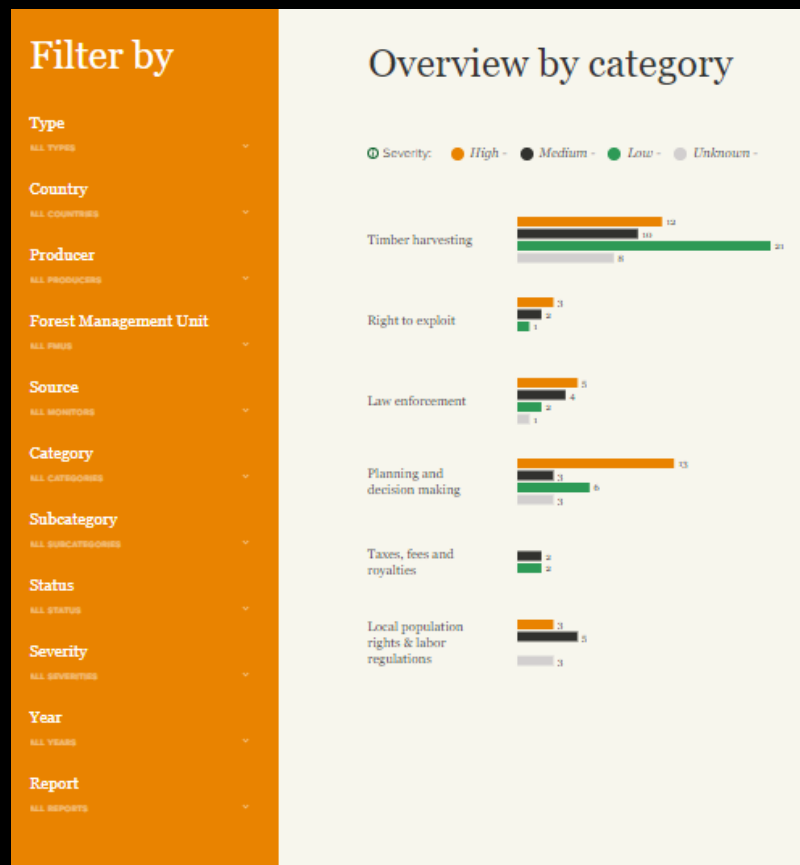 Filter by
Type
ALL TYPES
Country
ALL COUNTRIES
Producer
ALL PRODUCERS
Forest Management Unit
ALL FMUS
Source
ALL MONITORS
Category
ALL CATEGORIES
Subcategory
ALL SUBCATEGORIES
Status
ALL STATUS
Severity
ALL SEVERITIES
Year
ALL YEARS
Report
ALL REPORTS
Overview by category
Severity: High - Medium - Low - Unknown -
Timber harvesting
12
10
21
8
Right to exploit
3
2
1
Law enforcement
5
4
2
1
Planning and
decision making
13
3
6
3
Taxes, fees and
royalties
2
2
Local population
rights & labor
regulations
3
5
3